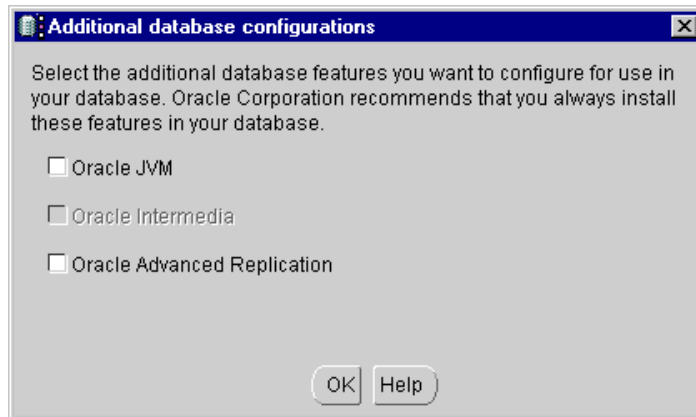 Additional database configurations
Select the additional database features you want to configure for use in
your database. Oracle Corporation recommends that you always install
these features in your database.
Oracle JVM
Oracle Intermedia
Oracle Advanced Replication
OK Help